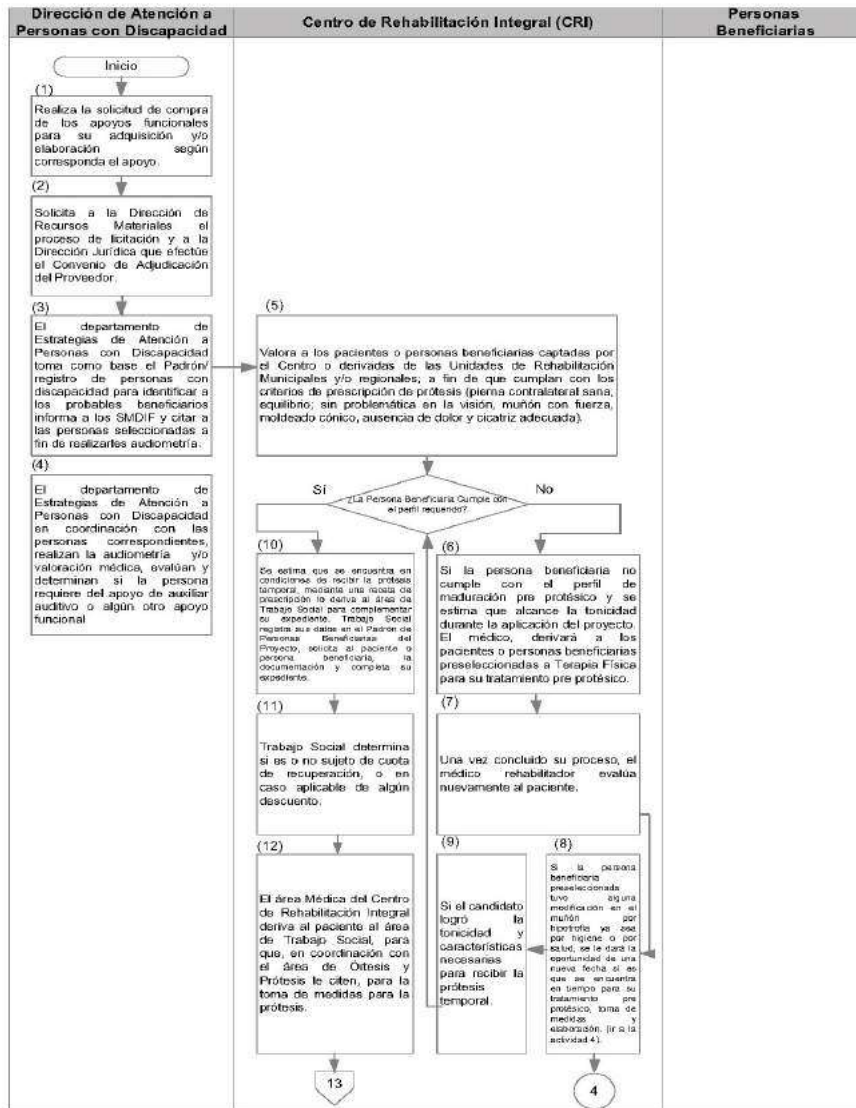 Dirección de Atención a
Personas con Discapacidad
Centro de Rehabilitación Integral (CRI)
Personas
Beneficiarias
Inicio
(1)
Realiza la solicitud de compra
de los apoyos funcionales
para su adquisición y/o
elaboración según
corresponda el apoyo.
(2)
Solicita a la Dirección de
Recursos Materiales el
proceso de licitación y a la
Dirección Jurídica que efectúe
el Convenio de Adjudicación
del Proveedor.
(3)
El departamento de
Estrategias de Atención a
Personas con Discapacidad
toma como base el Padrón/
registro de personas con
discapacidad para identificar a
los probables beneficiarios
informa a los SMDIF y citar a
las personas seleccionadas a
fin de realizarles audiometría.
(4)
El departamento de
Estrategias de Atención a
Personas con Discapacidad
en coordinación con las
personas correspondientes,
realizan la audiometría y/o
valoración médica, evalúan y
determinan si la persona
requiere del apoyo de auxiliar
auditivo o algún otro apoyo
funcional
(5)
Valora a los pacientes o personas beneficiarias captadas por
el Centro o derivadas de las Unidades de Rehabilitación
Municipales y/o regionales; a fin de que cumplan con los
criterios de prescripción de prótesis (pierna contralateral sana,
equilibrio; sin problemática en la visión, muñón con fuerza,
moldeado cónico, ausencia de dolor y cicatriz adecuada).
¿La Persona Beneficiaria Cumple con
el perfil requerido?
Sí
No
(10)
Se estima que se encuentra en
condiciones de recibir la prótesis
temporal, mediante una receta de
prescripción lo deriva al área de
Trabajo Social para complementar
su expediente. Trabajo Social
registra sus datos en el Padrón de
Personas Beneficiarias del
Proyecto, solicita al paciente o
persona beneficiaria, la
documentación y completa su
expediente.
(6)
Si la persona beneficiaria no
cumple con el perfil de
maduración pre protésico y se
estima que alcance la tonicidad
durante la aplicación del proyecto.
El médico, derivará a los
pacientes o personas beneficiarias
preseleccionadas a Terapia Física
para su tratamiento pre protésico.
(11)
Trabajo Social determina
si es o no sujeto de cuota
de recuperación, o en
caso aplicable de algún
descuento.
(7)
Una vez concluido su proceso, el
médico rehabilitador evalúa
nuevamente al paciente.
(12)
El área Médica del Centro
de Rehabilitación Integral
deriva al paciente al área
de Trabajo Social, para
que, en coordinación con
el área de Órtesis y
Prótesis le citen, para la
toma de medidas para la
prótesis.
(9)
Si el candidato
logró la
tonicidad y
características
necesarias
para recibir la
prótesis
temporal.
(8)
Si la persona
beneficiaria
preseleccionada
tuvo alguna
modificación en el
muñón por
hipotrofia ya sea
por higiene o por
salud, se le dará la
oportunidad de una
nueva fecha si es
que se encuentra
en tiempo para su
tratamiento pre
protésico, toma de
medidas y
elaboración. (ir a la
actividad 4).
13
4